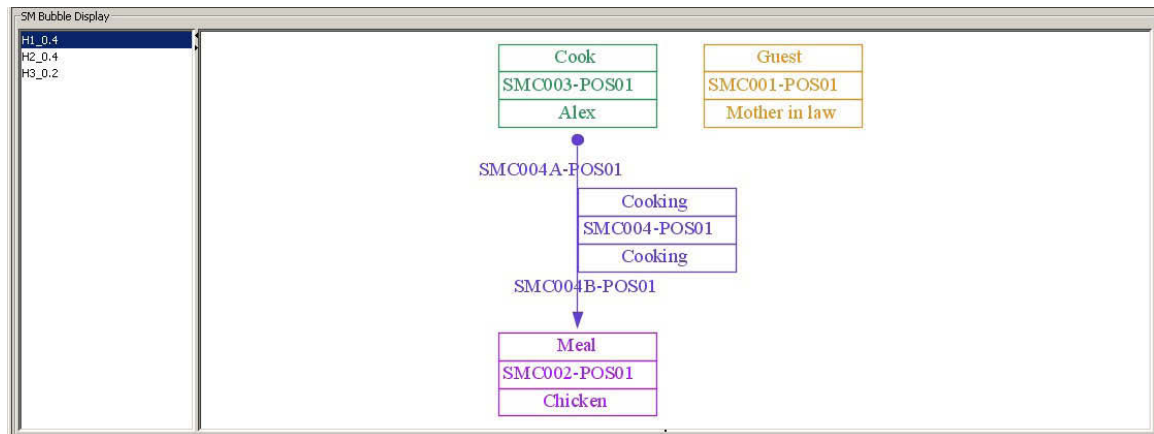 SM Bubble Display
H1_0.4
H2_0.4
H3_0.2
Cook
SMC003-POS01
Alex
Guest
SMC001-POS01
Mother in law
SMC004A-POS01
Cooking
SMC004-POS01
Cooking
SMC004B-POS01
Meal
SMC002-POS01
Chicken